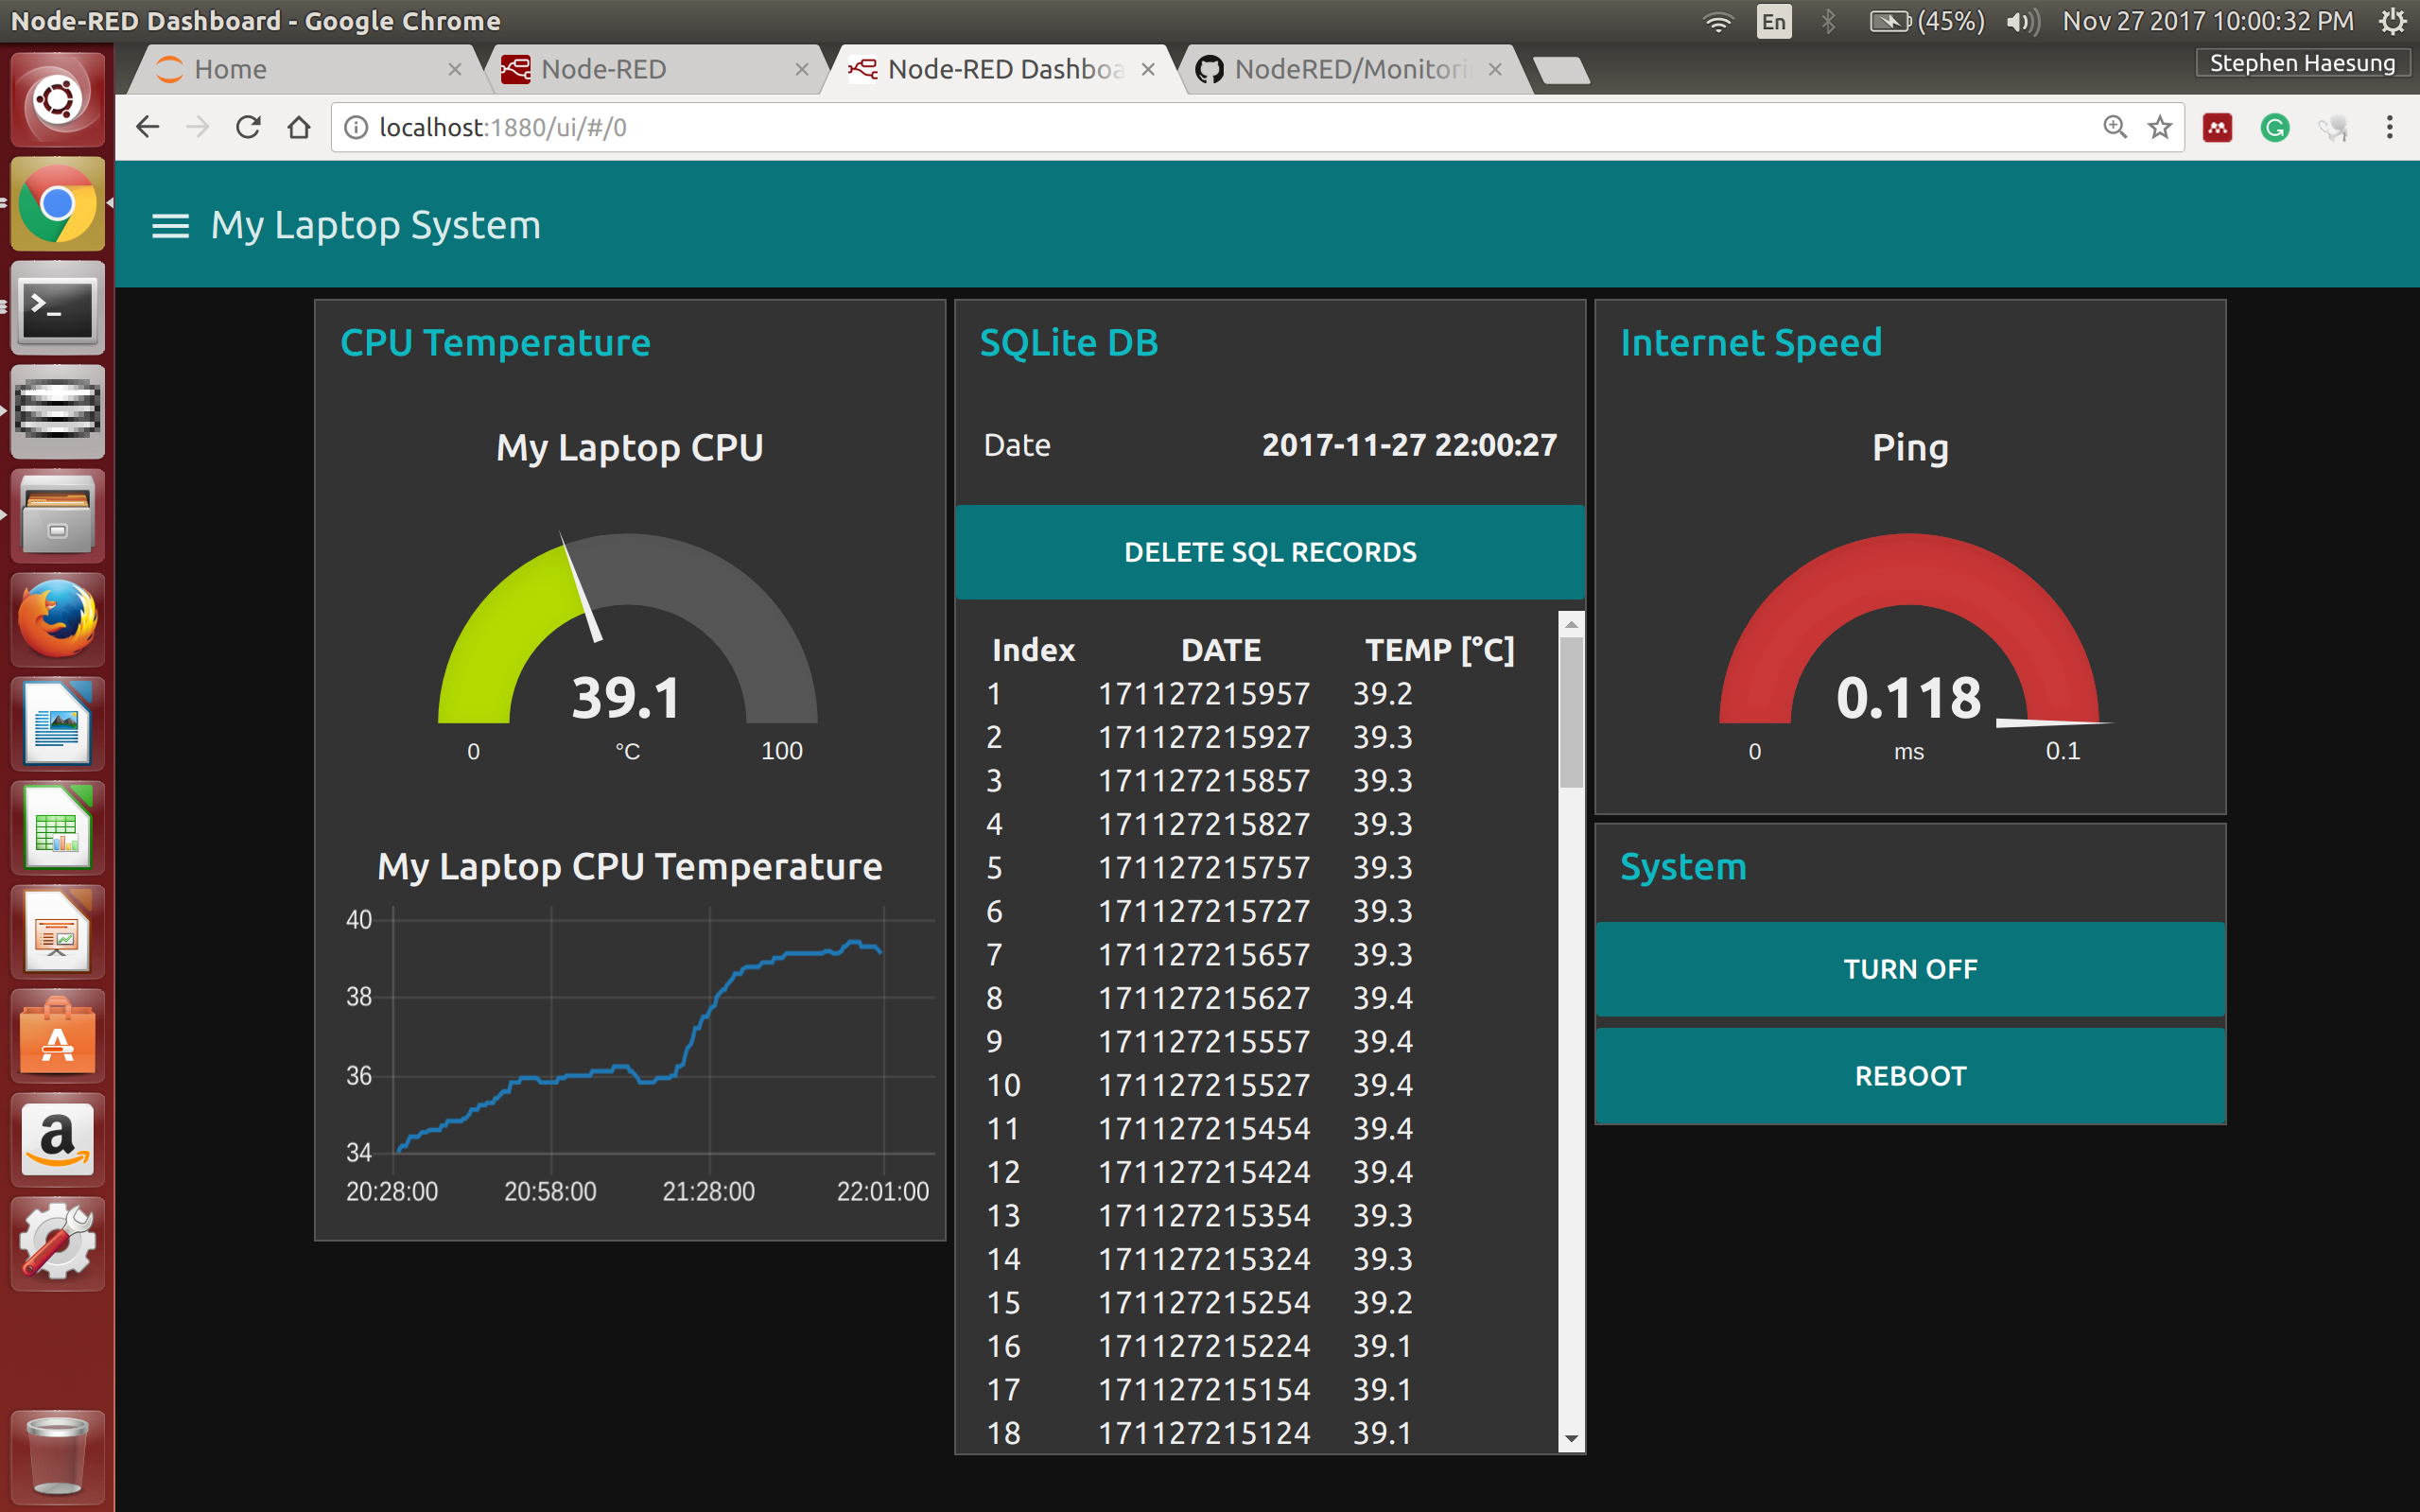 Node-RED Dashboard - Google Chrome
En
(45%)
Nov 27 2017 10:00:32 PM
Home
Node-RED
Node-RED Dashboa
NodeRED/Monitori
Stephen Haesung
localhost:1880/ui/#/0
My Laptop System
CPU Temperature
My Laptop CPU
39.1
0 °C 100
My Laptop CPU Temperature
40
38
36
34
20:28:00 20:58:00 21:28:00 22:01:00
SQLite DB
Date 2017-11-27 22:00:27
DELETE SQL RECORDS
Index DATE TEMP [°C]
1 171127215957 39.2
2 171127215927 39.3
3 171127215857 39.3
4 171127215827 39.3
5 171127215757 39.3
6 171127215727 39.3
7 171127215657 39.3
8 171127215627 39.4
9 171127215557 39.4
10 171127215527 39.4
11 171127215454 39.4
12 171127215424 39.4
13 171127215354 39.3
14 171127215324 39.3
15 171127215254 39.2
16 171127215224 39.1
17 171127215154 39.1
18 171127215124 39.1
Internet Speed
Ping
0.118
0 ms 0.1
System
TURN OFF
REBOOT